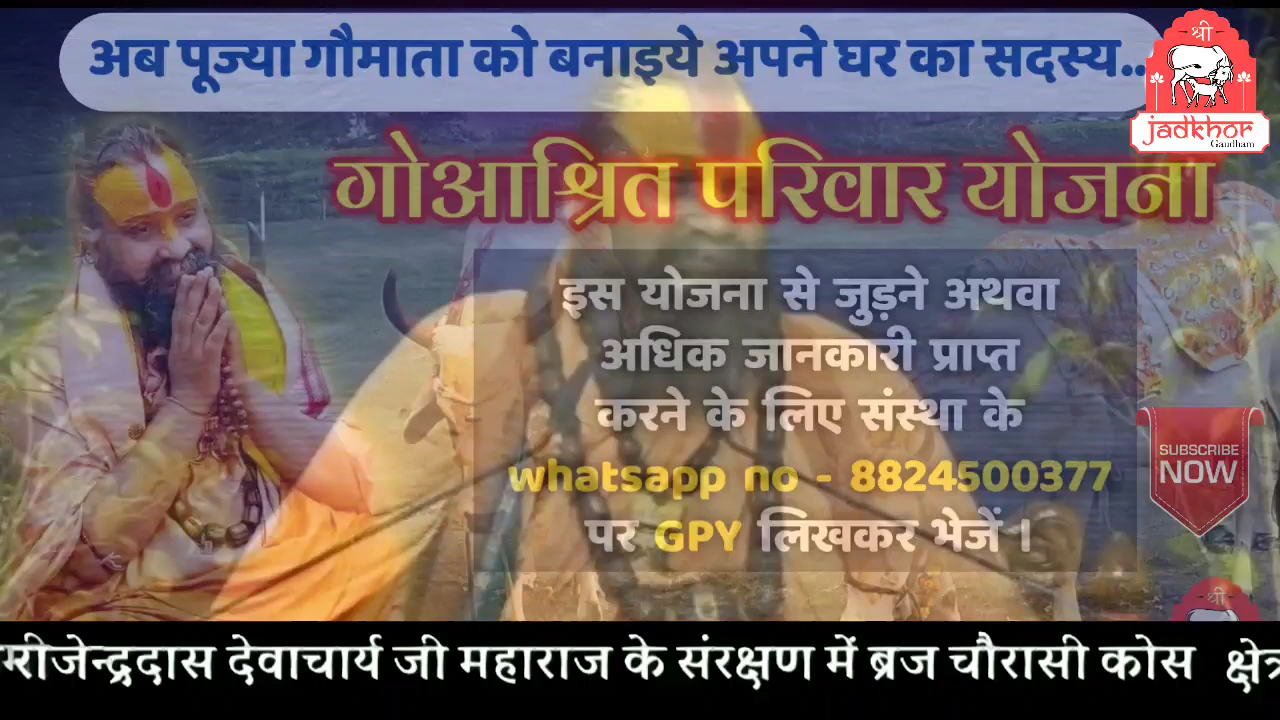 अब पूज्या गौमाता को बनाइये अपने घर का सदस्य..
श्री
jadkhor
Gaudham
गोआश्रित परिवार योजना
इस योजना से जुड़ने अथवा
अधिक जानकारी प्राप्त
करने के लिए संस्था के
whatsapp no - 8824500377
पर GPY लिखकर भेजें ।
SUBSCRIBE
NOW
श्री
देवाचार्य जी महाराज के संरक्षण में ब्रज चौरासी कोस क्षेत्र